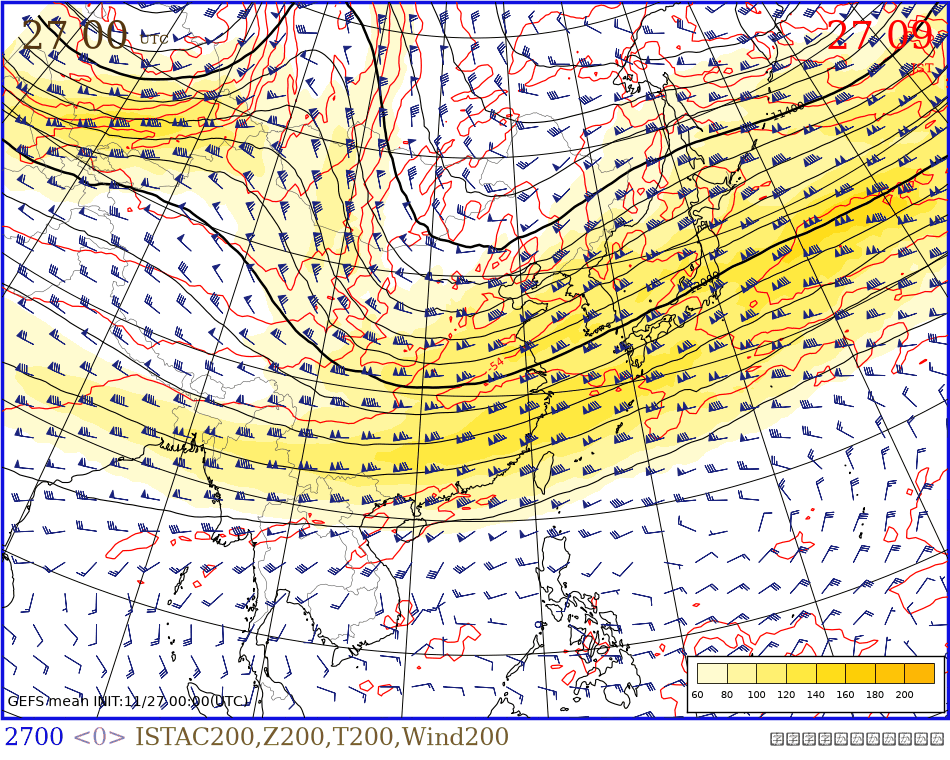 27.00 UTC 27.09
JST
11400
12000
-54
60 80 100 120 140 160 180 200
GEFS mean INIT:11/27.00:00(UTC)
2700 <0> ISTAC200,Z200,T200,Wind200